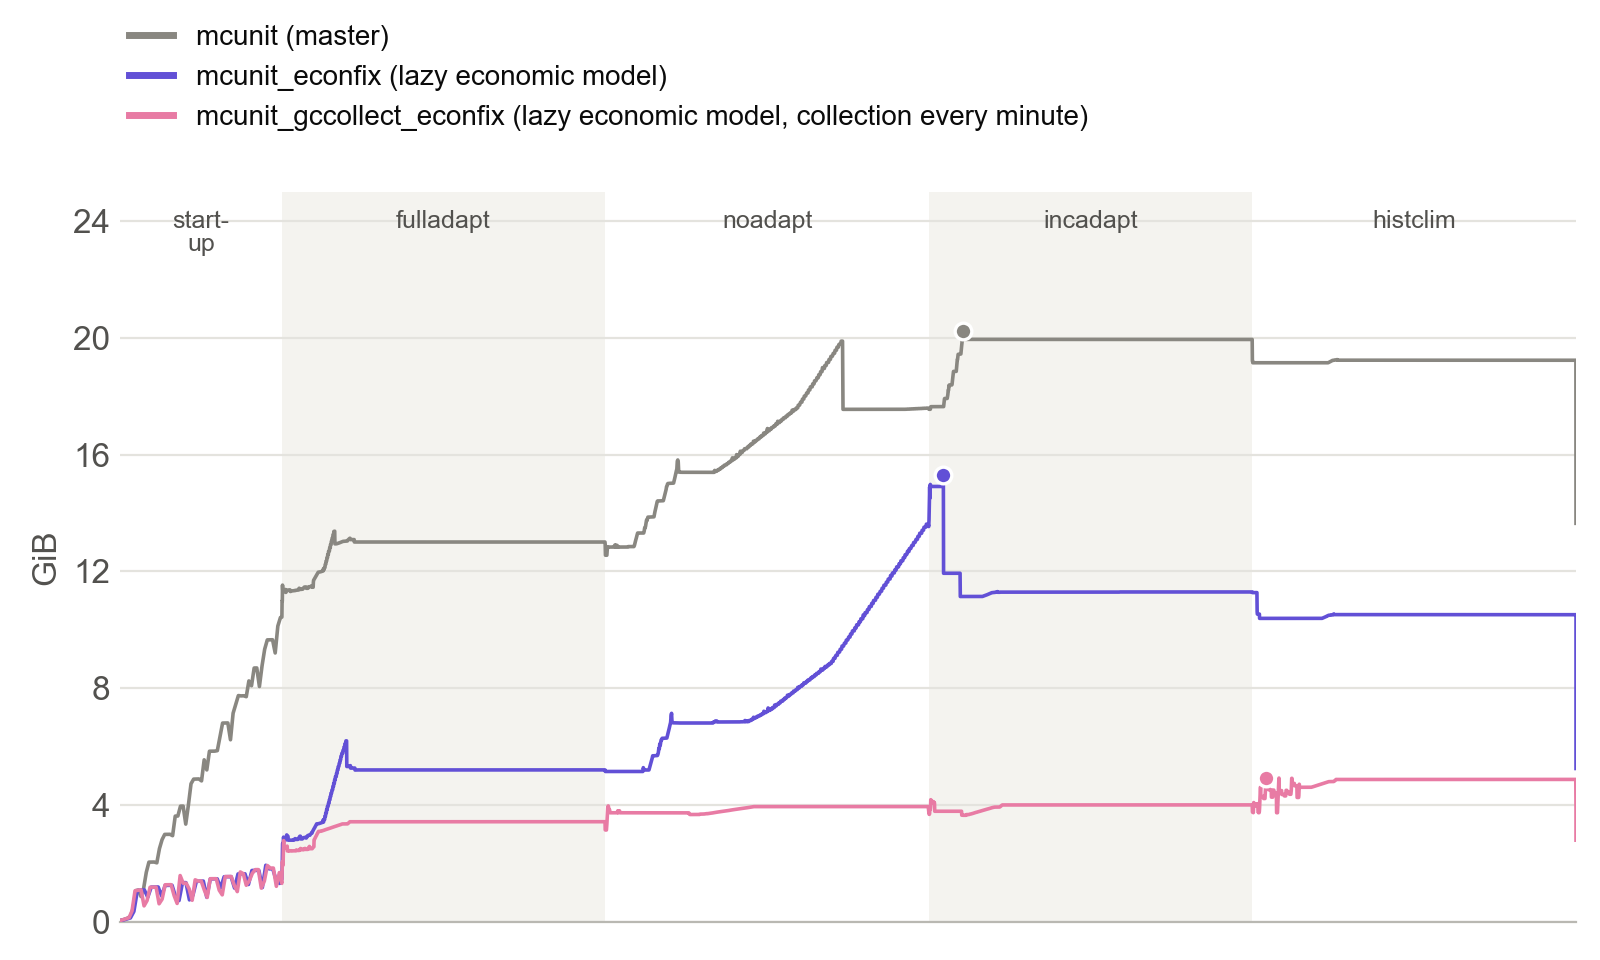 mcunit (master)
mcunit_econfix (lazy economic model)
mcunit_gccollect_econfix (lazy economic model, collection every minute)
start-
up
fulladapt
noadapt
incadapt
histclim
24
20
16
12
8
4
0
GiB